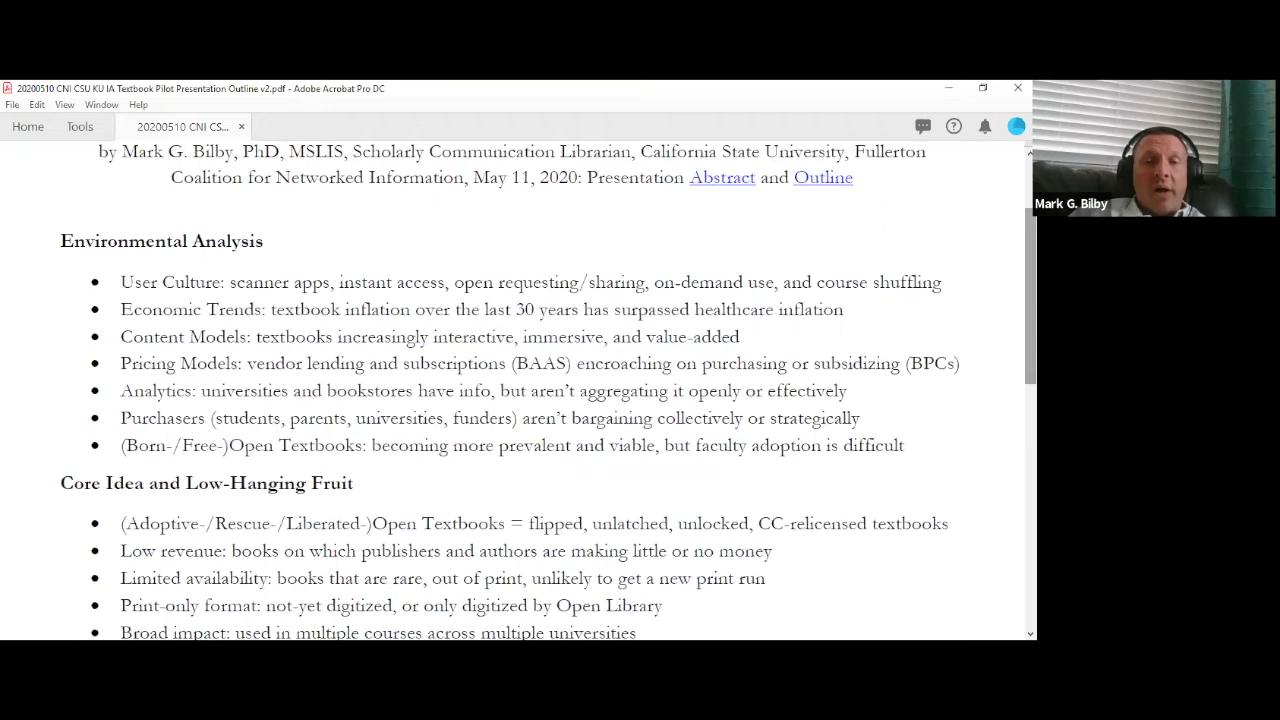 20200510 CNI CSU KU IA Textbook Pilot Presentation Outline v2.pdf - Adobe Acrobat Pro DC
File Edit View Window Help
Home Tools 20200510 CNI CS... ×
by Mark G. Bilby, PhD, MSLIS, Scholarly Communication Librarian, California State University, Fullerton
Coalition for Networked Information, May 11, 2020: Presentation Abstract and Outline
Environmental Analysis
• User Culture: scanner apps, instant access, open requesting/sharing, on-demand use, and course shuffling
• Economic Trends: textbook inflation over the last 30 years has surpassed healthcare inflation
• Content Models: textbooks increasingly interactive, immersive, and value-added
• Pricing Models: vendor lending and subscriptions (BAAS) encroaching on purchasing or subsidizing (BPCs)
• Analytics: universities and bookstores have info, but aren’t aggregating it openly or effectively
• Purchasers (students, parents, universities, funders) aren’t bargaining collectively or strategically
• (Born-/Free-)Open Textbooks: becoming more prevalent and viable, but faculty adoption is difficult
Core Idea and Low-Hanging Fruit
• (Adoptive-/Rescue-/Liberated-)Open Textbooks = flipped, unlatched, unlocked, CC-relicensed textbooks
• Low revenue: books on which publishers and authors are making little or no money
• Limited availability: books that are rare, out of print, unlikely to get a new print run
• Print-only format: not-yet digitized, or only digitized by Open Library
• Broad impact: used in multiple courses across multiple universities
Mark G. Bilby